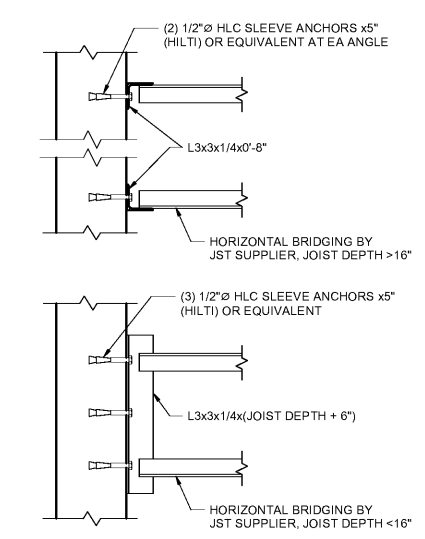 (2) 1/2"Ø HLC SLEEVE ANCHORS x5"
(HILTI) OR EQUIVALENT AT EA ANGLE
L3x3x1/4x0'-8"
HORIZONTAL BRIDGING BY
JST SUPPLIER, JOIST DEPTH >16"
(3) 1/2"Ø HLC SLEEVE ANCHORS x5"
(HILTI) OR EQUIVALENT
L3x3x1/4x(JOIST DEPTH + 6")
HORIZONTAL BRIDGING BY
JST SUPPLIER, JOIST DEPTH <16"